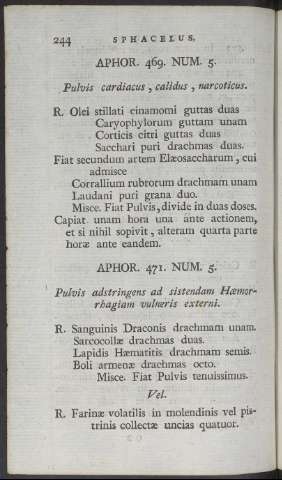 244 SPHACELUS.
APHOR. 469. NUM. 5.
Pulvis cardiacus, calidus, narcoticus.
R. Olei stillati cinamomi guttas duas
Caryophylorum guttam unam
Corticis citri guttas duas
Sacchari puri drachmas duas.
Fiat secundum artem Elæosaccharum, cui
admisce
Corrallium rubrorum drachmam unam
Laudani puri grana duo.
Misce. Fiat Pulvis, divide in duas doses.
Capiat unam hora una ante actionem,
et si nihil sopivit, alteram quarta parte
horæ ante eandem.
APHOR. 471. NUM. 5.
Pulvis adstringens ad sistendam Hæmor-
rhagiam vulneris externi.
R. Sanguinis Draconis drachmam unam.
Sarcocollæ drachmas duas.
Lapidis Hæmatitis drachmam semis.
Boli armenæ drachmas octo.
Misce. Fiat Pulvis tenuissimus.
Vel.
R. Farinæ volatilis in molendinis vel pis-
trinis collectæ uncias quatuor.